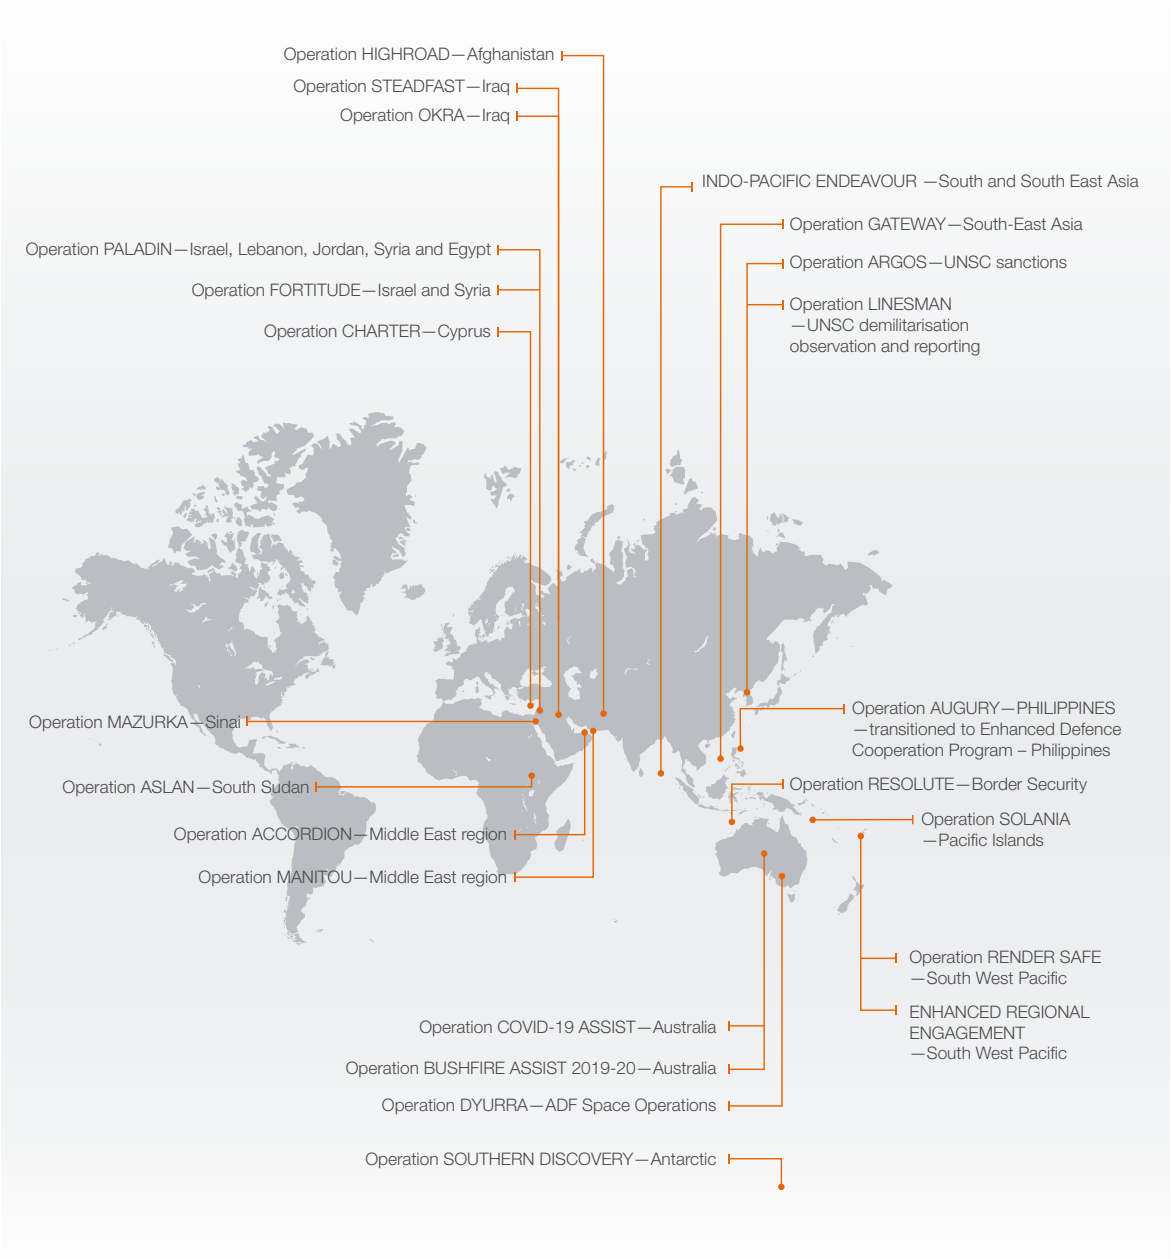 Operation HIGHROAD—Afghanistan
Operation STEADFAST—Iraq
Operation OKRA—Iraq
INDO-PACIFIC ENDEAVOUR —South and South East Asia
Operation GATEWAY—South-East Asia
Operation PALADIN—Israel, Lebanon, Jordan, Syria and Egypt
Operation ARGOS—UNSC sanctions
Operation FORTITUDE—Israel and Syria
Operation LINESMAN
—UNSC demilitarisation
observation and reporting
Operation CHARTER—Cyprus
Operation MAZURKA—Sinai
Operation AUGURY—PHILIPPINES
—transitioned to Enhanced Defence
Cooperation Program – Philippines
Operation ASLAN—South Sudan
Operation RESOLUTE—Border Security
Operation ACCORDION—Middle East region
Operation SOLANIA
—Pacific Islands
Operation MANITOU—Middle East region
Operation RENDER SAFE
—South West Pacific
ENHANCED REGIONAL
ENGAGEMENT
—South West Pacific
Operation COVID-19 ASSIST—Australia
Operation BUSHFIRE ASSIST 2019-20—Australia
Operation DYURRA—ADF Space Operations
Operation SOUTHERN DISCOVERY—Antarctic